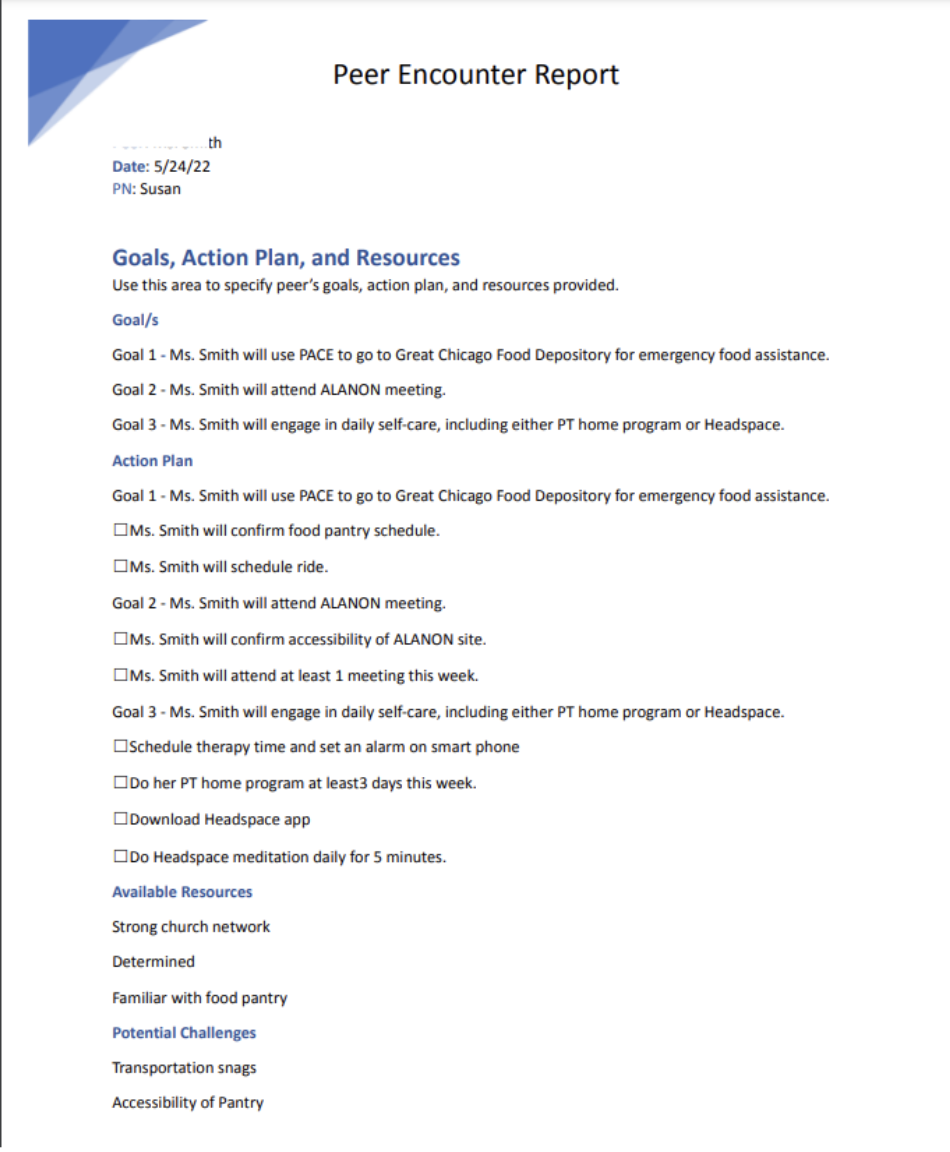 Peer Encounter Report
th
Date: 5/24/22
PN: Susan
Goals, Action Plan, and Resources
Use this area to specify peer's goals, action plan, and resources provided.
Goal/s
Goal 1 - Ms. Smith will use PACE to go to Great Chicago Food Depository for emergency food assistance.
Goal 2 - Ms. Smith will attend ALANON meeting.
Goal 3 - Ms. Smith will engage in daily self-care, including either PT home program or Headspace.
Action Plan
Goal 1 - Ms. Smith will use PACE to go to Great Chicago Food Depository for emergency food assistance.
☐Ms. Smith will confirm food pantry schedule.
☐Ms. Smith will schedule ride.
Goal 2 - Ms. Smith will attend ALANON meeting.
☐Ms. Smith will confirm accessibility of ALANON site.
☐Ms. Smith will attend at least 1 meeting this week.
Goal 3 - Ms. Smith will engage in daily self-care, including either PT home program or Headspace.
☐Schedule therapy time and set an alarm on smart phone
☐Do her PT home program at least3 days this week.
☐Download Headspace app
☐Do Headspace meditation daily for 5 minutes.
Available Resources
Strong church network
Determined
Familiar with food pantry
Potential Challenges
Transportation snags
Accessibility of Pantry